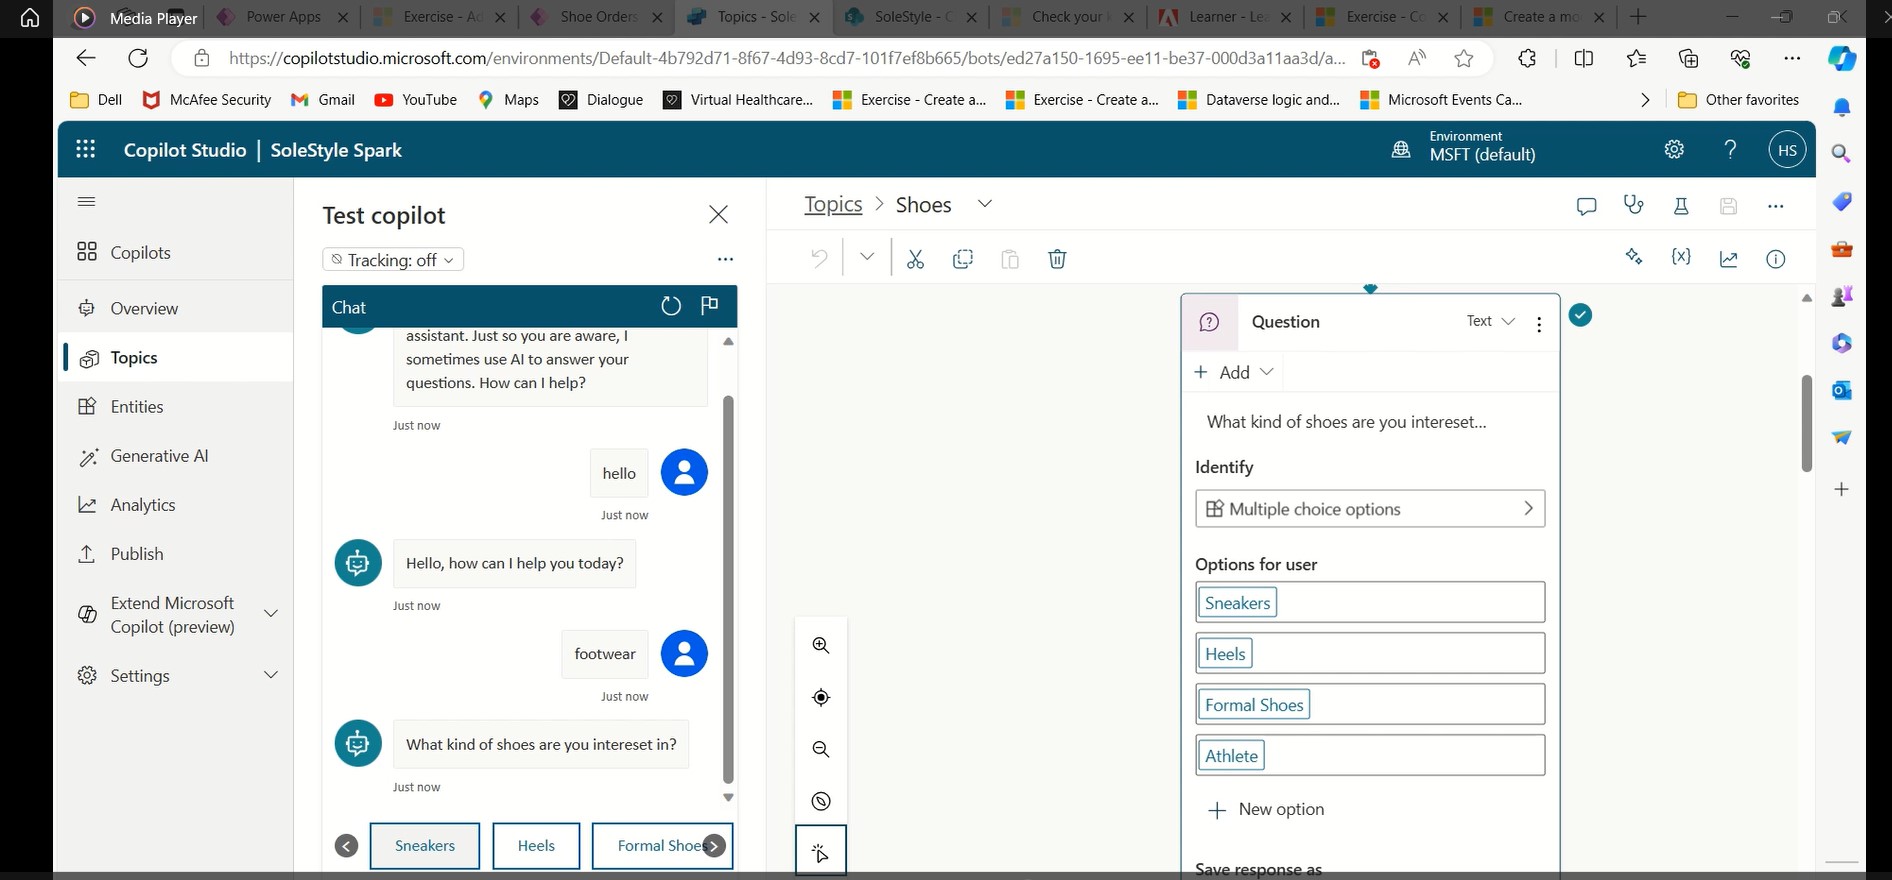 Media Player
Power Apps
Exercise - Ad
Shoe Orders
Topics - Sole
SoleStyle - C
Check your k
Learner - Lea
Exercise - Co
Create a mo
https://copilotstudio.microsoft.com/environments/Default-4b792d71-8f67-4d93-8cd7-101f7ef8b665/bots/ed27a150-1695-ee11-be37-000d3a11aa3d/a...
Dell
McAfee Security
Gmail
YouTube
Maps
Dialogue
Virtual Healthcare...
Exercise - Create a...
Exercise - Create a...
Dataverse logic and...
Microsoft Events Ca...
Other favorites
Copilot Studio | SoleStyle Spark
Environment
MSFT (default)
HS
Copilots
Overview
Topics
Entities
Generative AI
Analytics
Publish
Extend Microsoft
Copilot (preview)
Settings
Test copilot
Tracking: off
Chat
assistant. Just so you are aware, I
sometimes use AI to answer your
questions. How can I help?
Just now
hello
Just now
Hello, how can I help you today?
Just now
footwear
Just now
What kind of shoes are you intereset in?
Just now
Sneakers
Heels
Formal Shoes
Topics > Shoes
Question
Text
Add
What kind of shoes are you intereset...
Identify
Multiple choice options
Options for user
Sneakers
Heels
Formal Shoes
Athlete
New option
Save response as